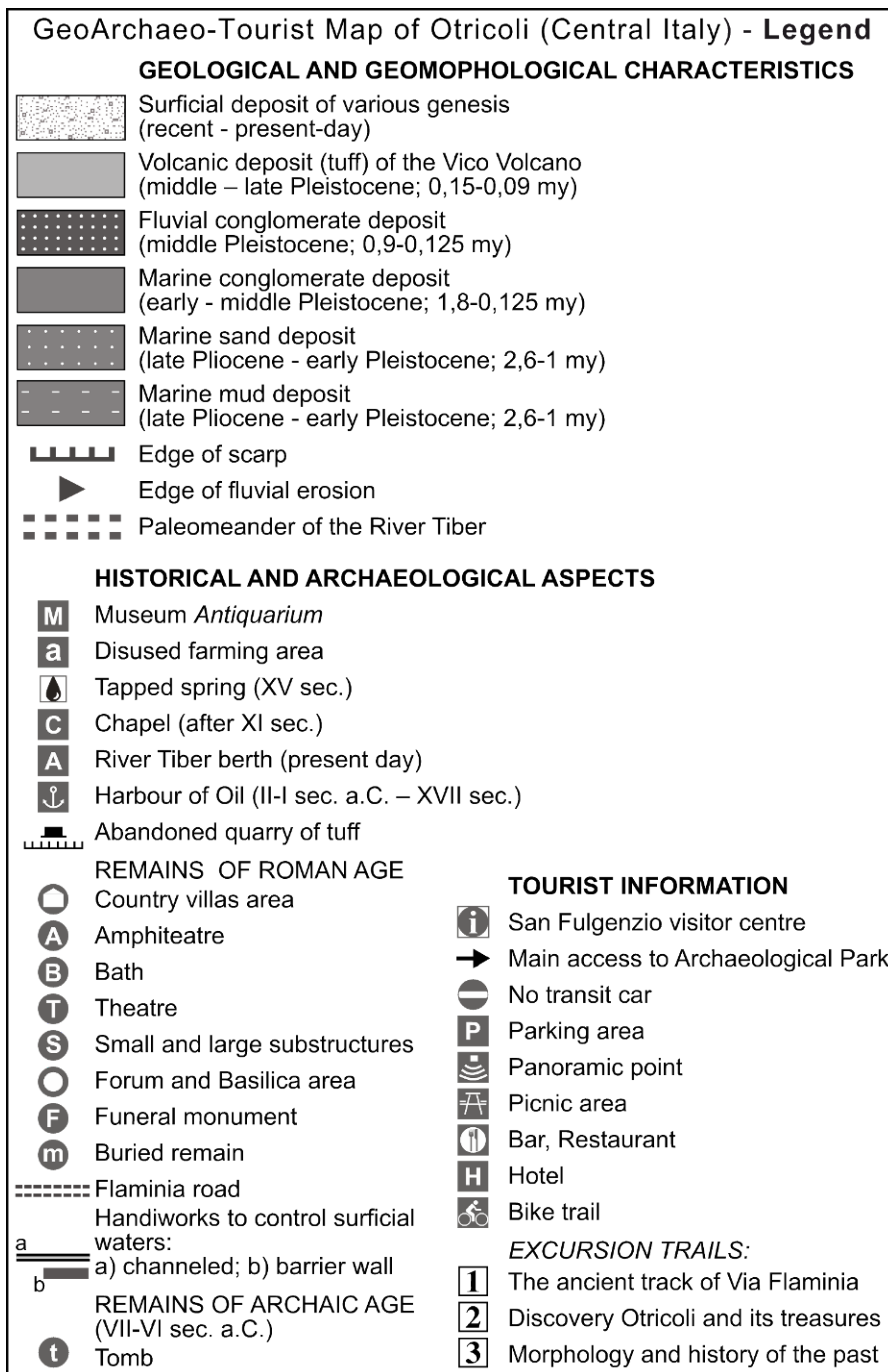 GeoArchaeo-Tourist Map of Otricoli (Central Italy) - Legend
GEOLOGICAL AND GEOMOPHOLOGICAL CHARACTERISTICS
Surficial deposit of various genesis
(recent - present-day)
Volcanic deposit (tuff) of the Vico Volcano
(middle – late Pleistocene; 0,15-0,09 my)
Fluvial conglomerate deposit
(middle Pleistocene; 0,9-0,125 my)
Marine conglomerate deposit
(early - middle Pleistocene; 1,8-0,125 my)
Marine sand deposit
(late Pliocene - early Pleistocene; 2,6-1 my)
Marine mud deposit
(late Pliocene - early Pleistocene; 2,6-1 my)
Edge of scarp
Edge of fluvial erosion
Paleomeander of the River Tiber
HISTORICAL AND ARCHAEOLOGICAL ASPECTS
M Museum Antiquarium
a Disused farming area
Tapped spring (XV sec.)
C Chapel (after XI sec.)
A River Tiber berth (present day)
Harbour of Oil (II-I sec. a.C. – XVII sec.)
Abandoned quarry of tuff
REMAINS OF ROMAN AGE
Country villas area
A Amphiteatre
B Bath
T Theatre
S Small and large substructures
Forum and Basilica area
F Funeral monument
m Buried remain
Flaminia road
Handiworks to control surficial
a waters:
b a) channeled; b) barrier wall
REMAINS OF ARCHAIC AGE
(VII-VI sec. a.C.)
t Tomb
TOURIST INFORMATION
i San Fulgenzio visitor centre
Main access to Archaeological Park
No transit car
P Parking area
Panoramic point
Picnic area
Bar, Restaurant
H Hotel
Bike trail
EXCURSION TRAILS:
1 The ancient track of Via Flaminia
2 Discovery Otricoli and its treasures
3 Morphology and history of the past